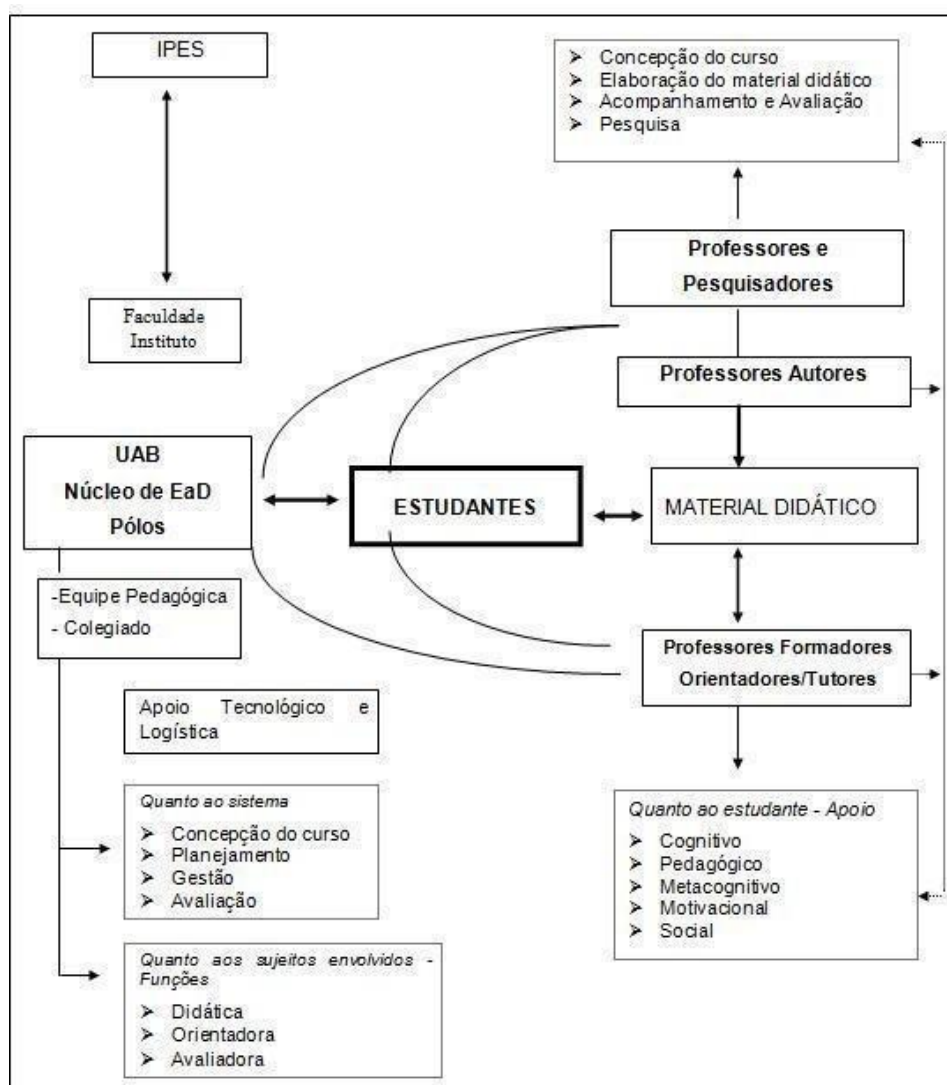 IPES
➢ Concepção do curso
➢ Elaboração do material didático
➢ Acompanhamento e Avaliação
➢ Pesquisa
Professores e
Pesquisadores
Faculdade
Instituto
Professores Autores
UAB
Núcleo de EaD
Pólos
ESTUDANTES
MATERIAL DIDÁTICO
-Equipe Pedagógica
- Colegiado
Professores Formadores
Orientadores/Tutores
Apoio Tecnológico e
Logística
Quanto ao sistema
➢ Concepção do curso
➢ Planejamento
➢ Gestão
➢ Avaliação
Quanto ao estudante - Apoio
➢ Cognitivo
➢ Pedagógico
➢ Metacognitivo
➢ Motivacional
➢ Social
Quanto aos sujeitos envolvidos -
Funções
➢ Didática
➢ Orientadora
➢ Avaliadora